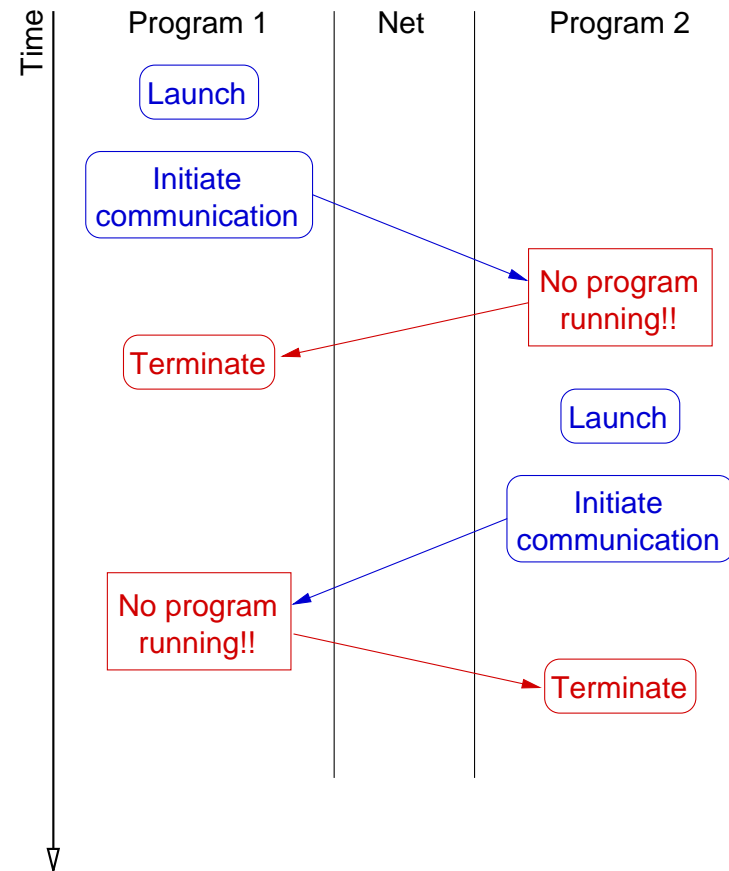 Time
Program 1
Net
Program 2
Launch
Initiate
communication
No program
running!!
Terminate
Launch
Initiate
communication
No program
running!!
Terminate